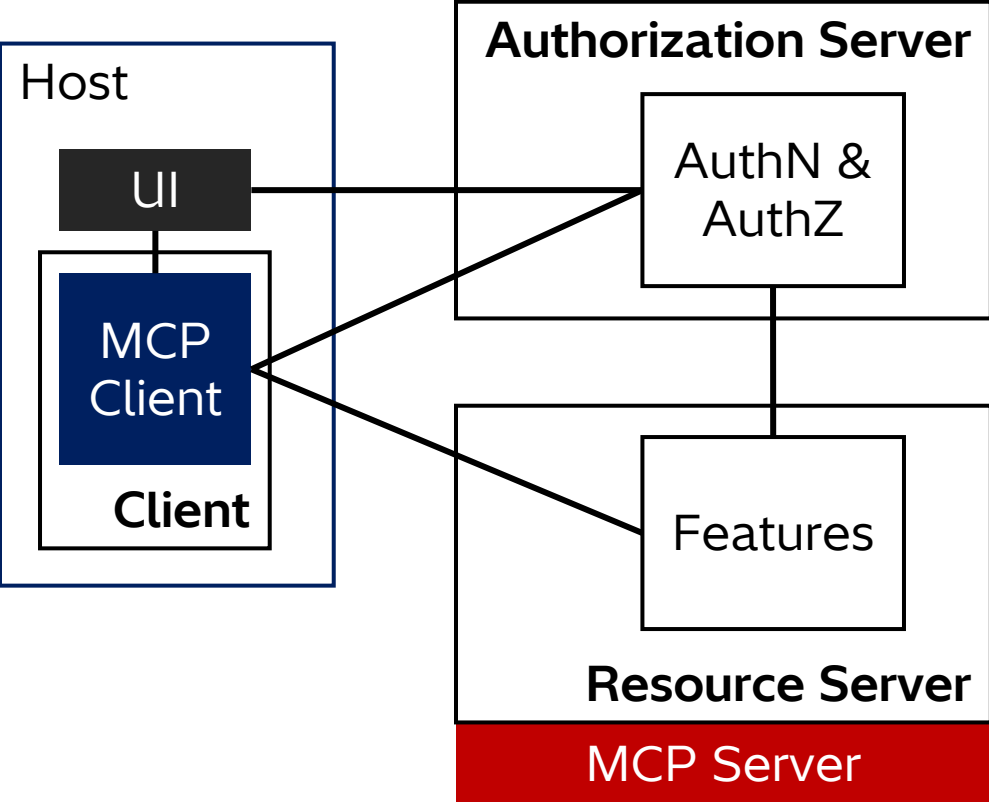 Authorization Server
Host
AuthN &
AuthZ
UI
MCP
Client
Client
Features
Resource Server
MCP Server